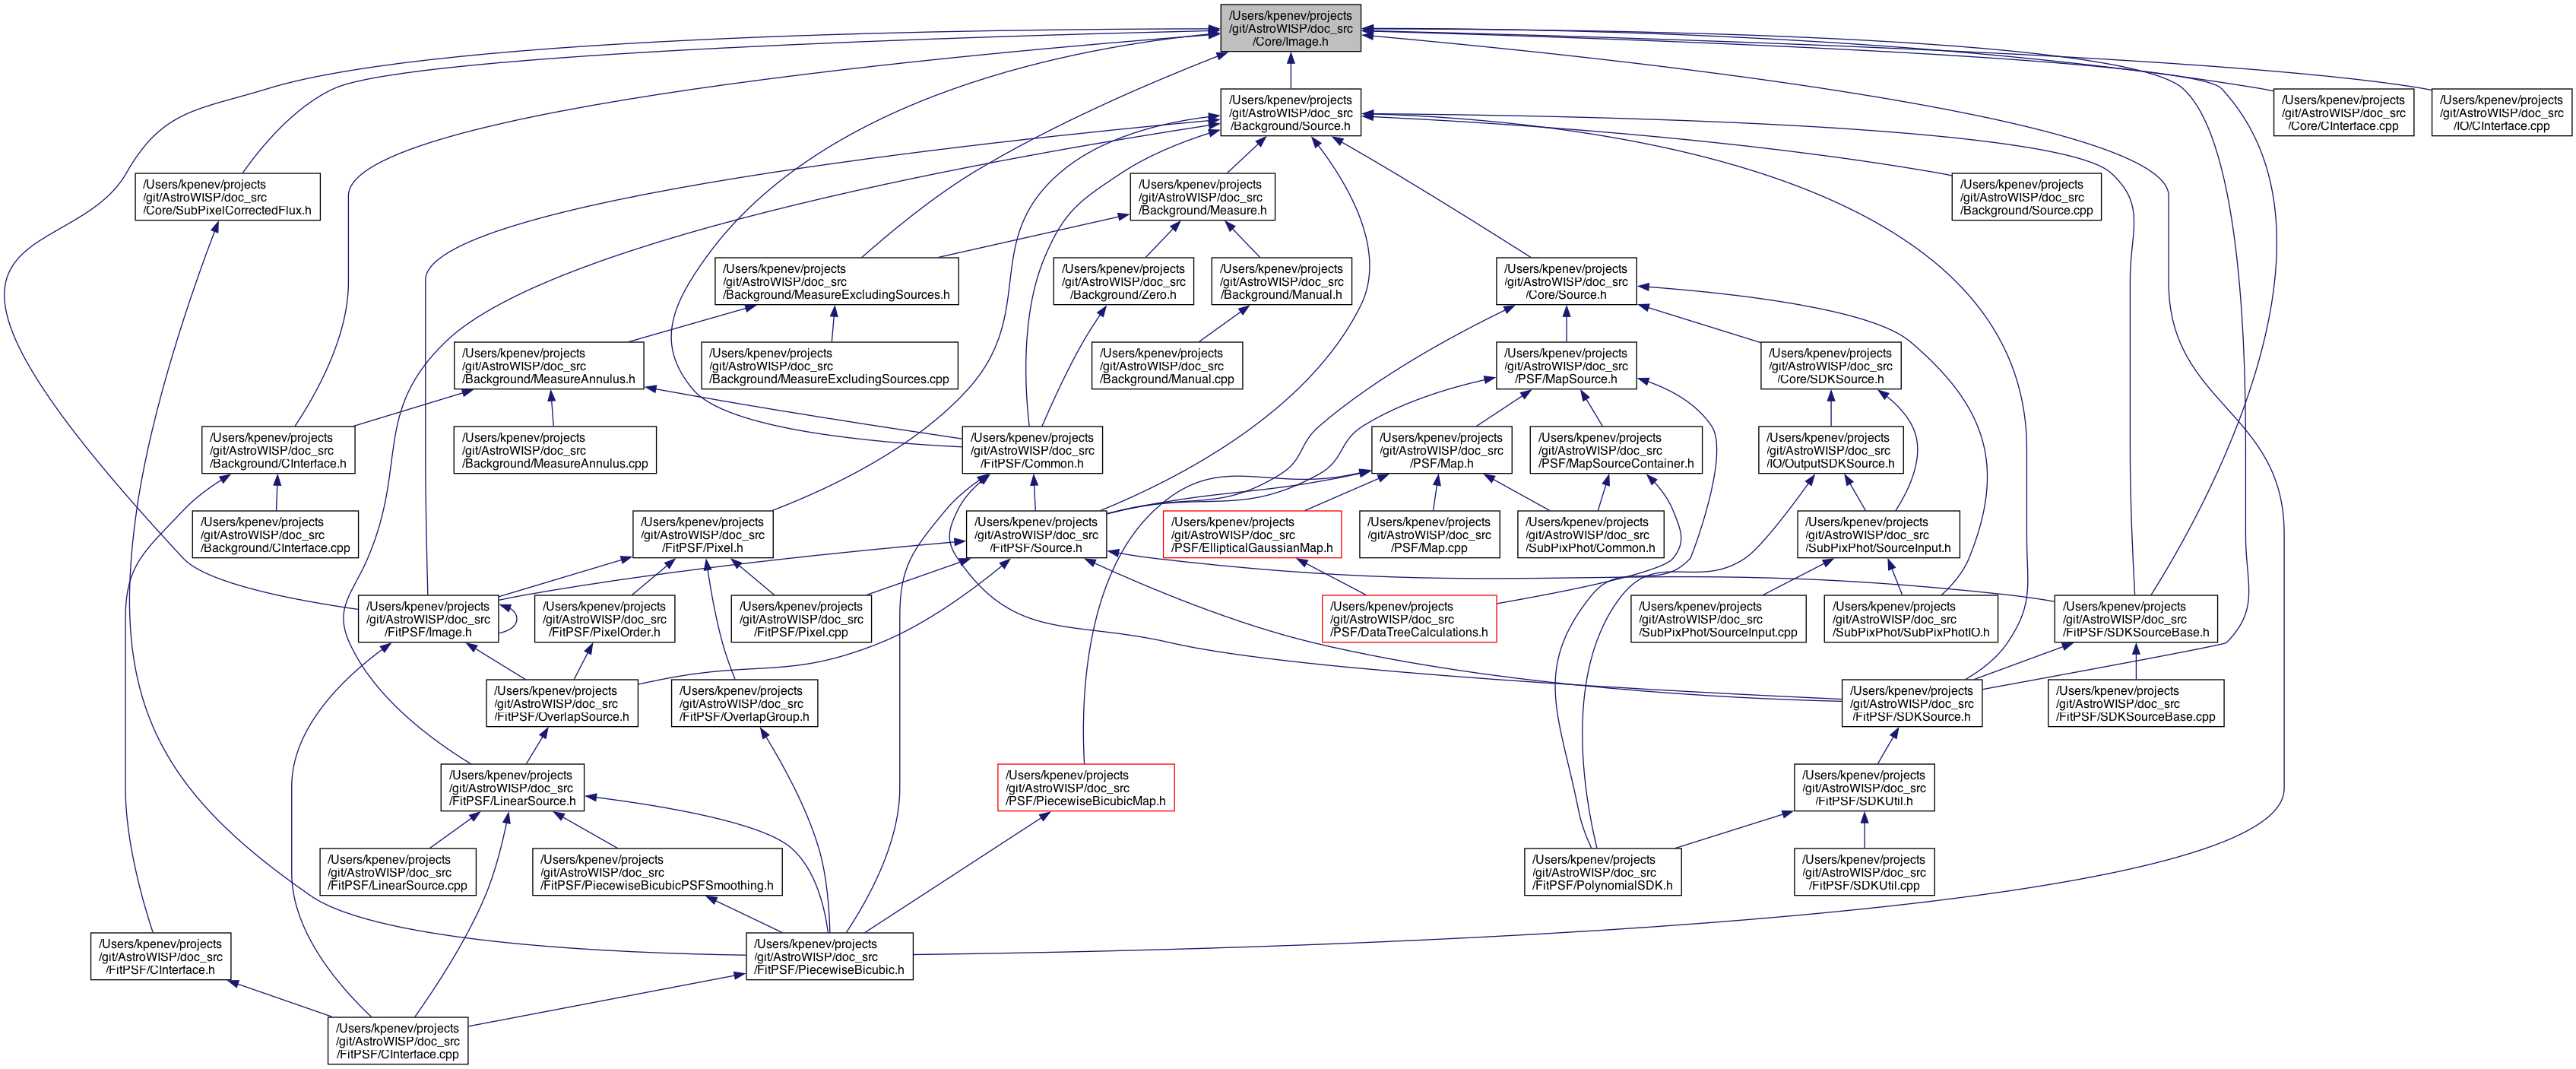 /Users/kpenev/projects
/git/AstroWISP/doc_src
/Core/Image.h
/Users/kpenev/projects
/git/AstroWISP/doc_src
/Background/Source.h
/Users/kpenev/projects
/git/AstroWISP/doc_src
/Core/CInterface.cpp
/Users/kpenev/projects
/git/AstroWISP/doc_src
/IO/CInterface.cpp
/Users/kpenev/projects
/git/AstroWISP/doc_src
/Core/SubPixelCorrectedFlux.h
/Users/kpenev/projects
/git/AstroWISP/doc_src
/Background/Measure.h
/Users/kpenev/projects
/git/AstroWISP/doc_src
/Background/Source.cpp
/Users/kpenev/projects
/git/AstroWISP/doc_src
/Background/MeasureExcludingSources.h
/Users/kpenev/projects
/git/AstroWISP/doc_src
/Background/Zero.h
/Users/kpenev/projects
/git/AstroWISP/doc_src
/Background/Manual.h
/Users/kpenev/projects
/git/AstroWISP/doc_src
/Core/Source.h
/Users/kpenev/projects
/git/AstroWISP/doc_src
/Background/MeasureAnnulus.h
/Users/kpenev/projects
/git/AstroWISP/doc_src
/Background/MeasureExcludingSources.cpp
/Users/kpenev/projects
/git/AstroWISP/doc_src
/Background/Manual.cpp
/Users/kpenev/projects
/git/AstroWISP/doc_src
/PSF/MapSource.h
/Users/kpenev/projects
/git/AstroWISP/doc_src
/Core/SDKSource.h
/Users/kpenev/projects
/git/AstroWISP/doc_src
/Background/CInterface.h
/Users/kpenev/projects
/git/AstroWISP/doc_src
/Background/MeasureAnnulus.cpp
/Users/kpenev/projects
/git/AstroWISP/doc_src
/FitPSF/Common.h
/Users/kpenev/projects
/git/AstroWISP/doc_src
/PSF/Map.h
/Users/kpenev/projects
/git/AstroWISP/doc_src
/PSF/MapSourceContainer.h
/Users/kpenev/projects
/git/AstroWISP/doc_src
/IO/OutputSDKSource.h
/Users/kpenev/projects
/git/AstroWISP/doc_src
/Background/CInterface.cpp
/Users/kpenev/projects
/git/AstroWISP/doc_src
/FitPSF/Pixel.h
/Users/kpenev/projects
/git/AstroWISP/doc_src
/FitPSF/Source.h
/Users/kpenev/projects
/git/AstroWISP/doc_src
/PSF/EllipticalGaussianMap.h
/Users/kpenev/projects
/git/AstroWISP/doc_src
/PSF/Map.cpp
/Users/kpenev/projects
/git/AstroWISP/doc_src
/SubPixPhot/Common.h
/Users/kpenev/projects
/git/AstroWISP/doc_src
/SubPixPhot/SourceInput.h
/Users/kpenev/projects
/git/AstroWISP/doc_src
/FitPSF/Image.h
/Users/kpenev/projects
/git/AstroWISP/doc_src
/FitPSF/PixelOrder.h
/Users/kpenev/projects
/git/AstroWISP/doc_src
/FitPSF/Pixel.cpp
/Users/kpenev/projects
/git/AstroWISP/doc_src
/PSF/DataTreeCalculations.h
/Users/kpenev/projects
/git/AstroWISP/doc_src
/SubPixPhot/SourceInput.cpp
/Users/kpenev/projects
/git/AstroWISP/doc_src
/SubPixPhot/SubPixPhotIO.h
/Users/kpenev/projects
/git/AstroWISP/doc_src
/FitPSF/SDKSourceBase.h
/Users/kpenev/projects
/git/AstroWISP/doc_src
/FitPSF/OverlapSource.h
/Users/kpenev/projects
/git/AstroWISP/doc_src
/FitPSF/OverlapGroup.h
/Users/kpenev/projects
/git/AstroWISP/doc_src
/FitPSF/SDKSource.h
/Users/kpenev/projects
/git/AstroWISP/doc_src
/FitPSF/SDKSourceBase.cpp
/Users/kpenev/projects
/git/AstroWISP/doc_src
/FitPSF/LinearSource.h
/Users/kpenev/projects
/git/AstroWISP/doc_src
/PSF/PiecewiseBicubicMap.h
/Users/kpenev/projects
/git/AstroWISP/doc_src
/FitPSF/SDKUtil.h
/Users/kpenev/projects
/git/AstroWISP/doc_src
/FitPSF/LinearSource.cpp
/Users/kpenev/projects
/git/AstroWISP/doc_src
/FitPSF/PiecewiseBicubicPSFSmoothing.h
/Users/kpenev/projects
/git/AstroWISP/doc_src
/FitPSF/PolynomialSDK.h
/Users/kpenev/projects
/git/AstroWISP/doc_src
/FitPSF/SDKUtil.cpp
/Users/kpenev/projects
/git/AstroWISP/doc_src
/FitPSF/CInterface.h
/Users/kpenev/projects
/git/AstroWISP/doc_src
/FitPSF/PiecewiseBicubic.h
/Users/kpenev/projects
/git/AstroWISP/doc_src
/FitPSF/CInterface.cpp